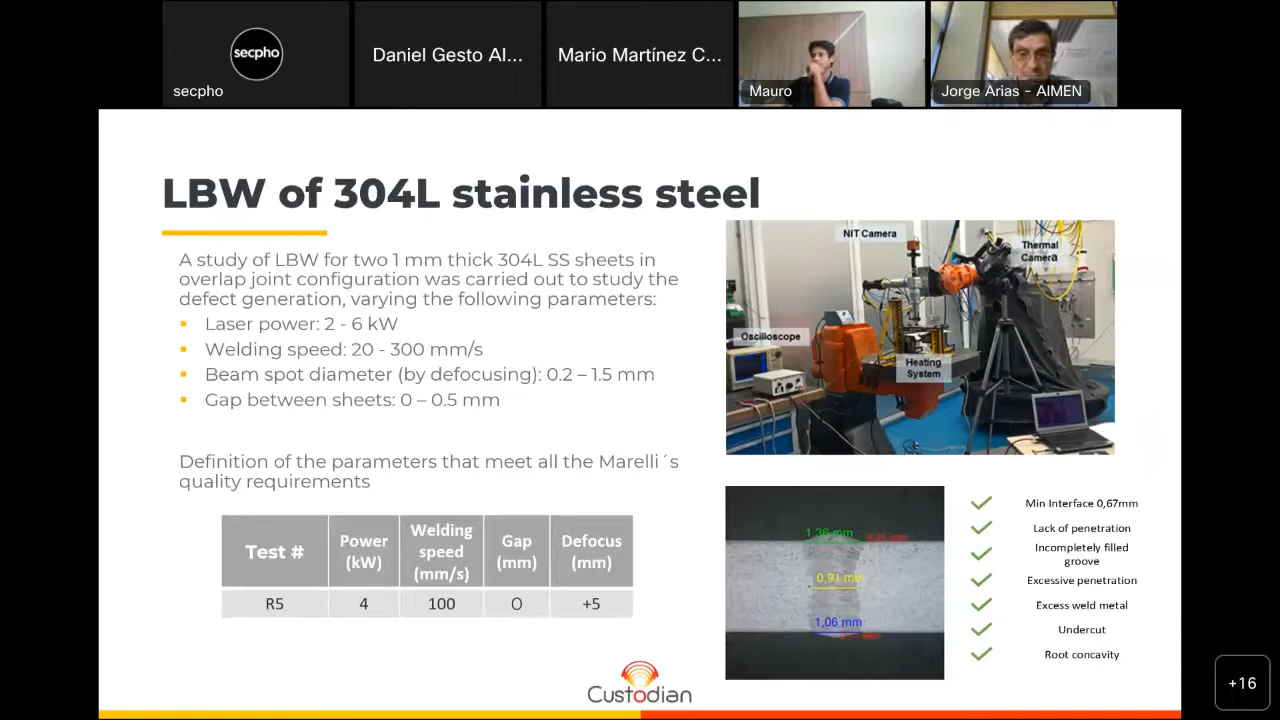 secpho
secpho
Daniel Gesto Al...
Mario Martínez C...
Mauro
Jorge Arias - AIMEN
LBW of 304L stainless steel
A study of LBW for two 1 mm thick 304L SS sheets in
overlap joint configuration was carried out to study the
defect generation, varying the following parameters:
Laser power: 2 - 6 kW
Welding speed: 20 - 300 mm/s
Beam spot diameter (by defocusing): 0.2 – 1.5 mm
Gap between sheets: 0 – 0.5 mm
Definition of the parameters that meet all the Marelli´s
quality requirements
Test # Power (kW) Welding speed (mm/s) Gap (mm) Defocus (mm)
R5 4 100 O +5
NIT Camera
Thermal
Camera
Oscilloscope
Heating
System
1,36 mm
0,91 mm
1,06 mm
Min Interface 0,67mm
Lack of penetration
Incompletely filled
groove
Excessive penetration
Excess weld metal
Undercut
Root concavity
Custodian
+16